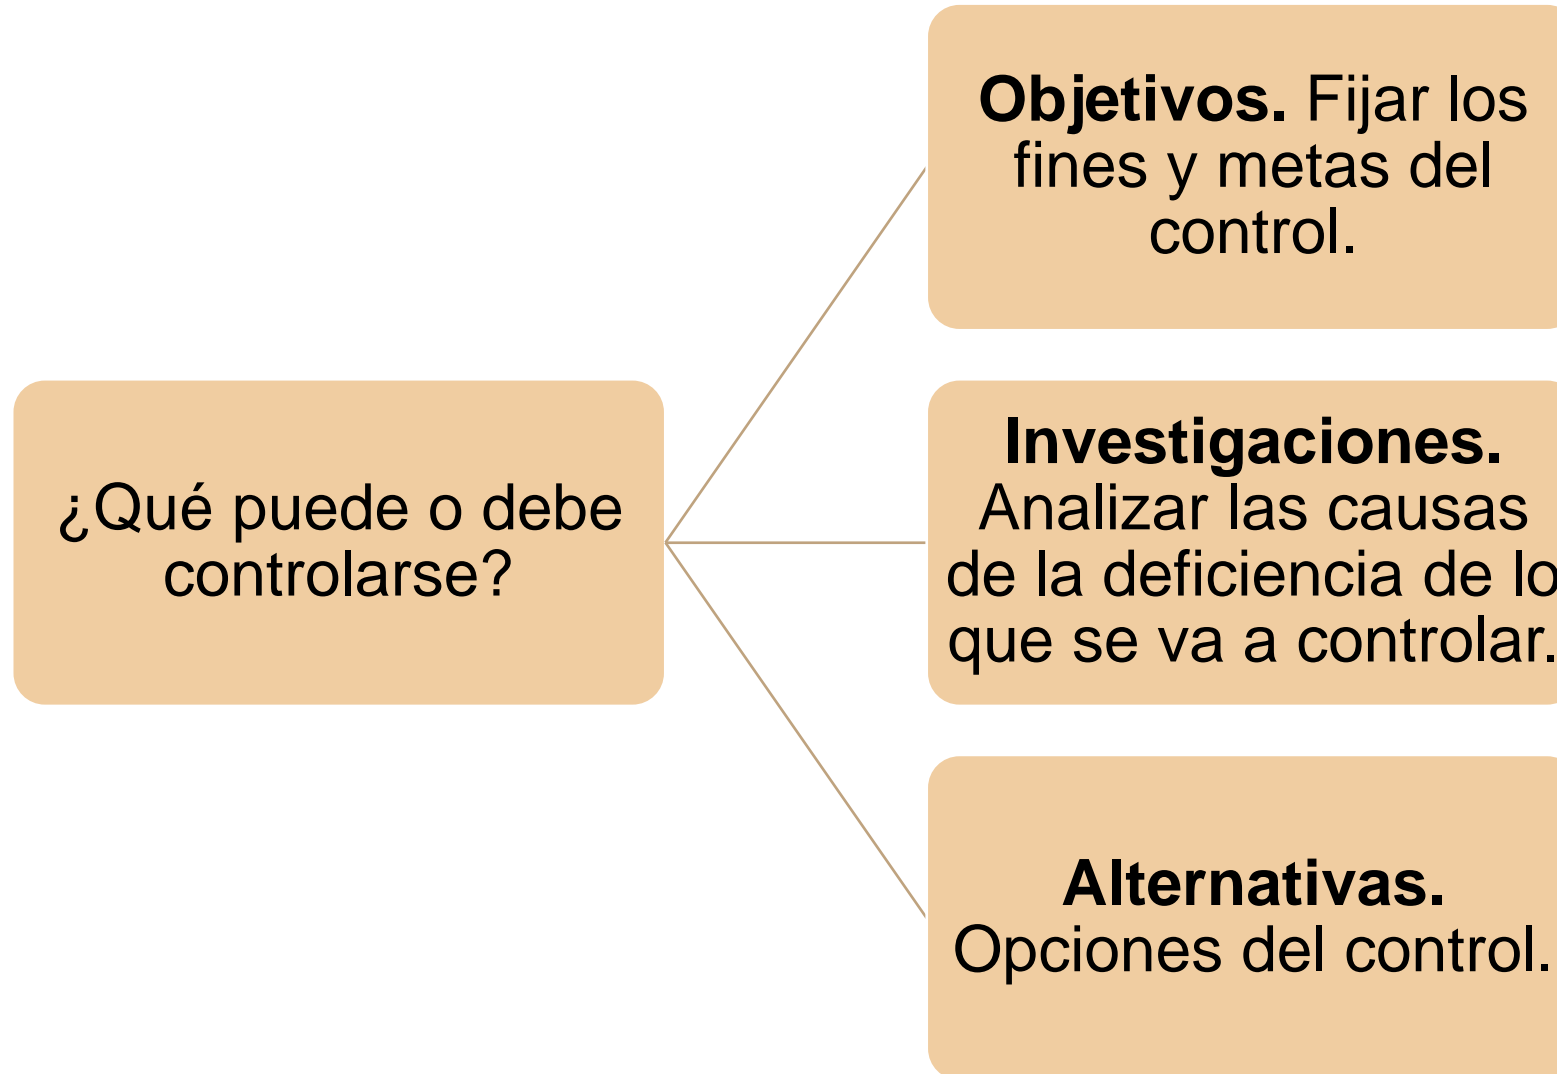 Objetivos. Fijar los
fines y metas del
control.
¿Qué puede o debe
controlarse?
Investigaciones.
Analizar las causas
de la deficiencia de lo
que se va a controlar.
Alternativas.
Opciones del control.